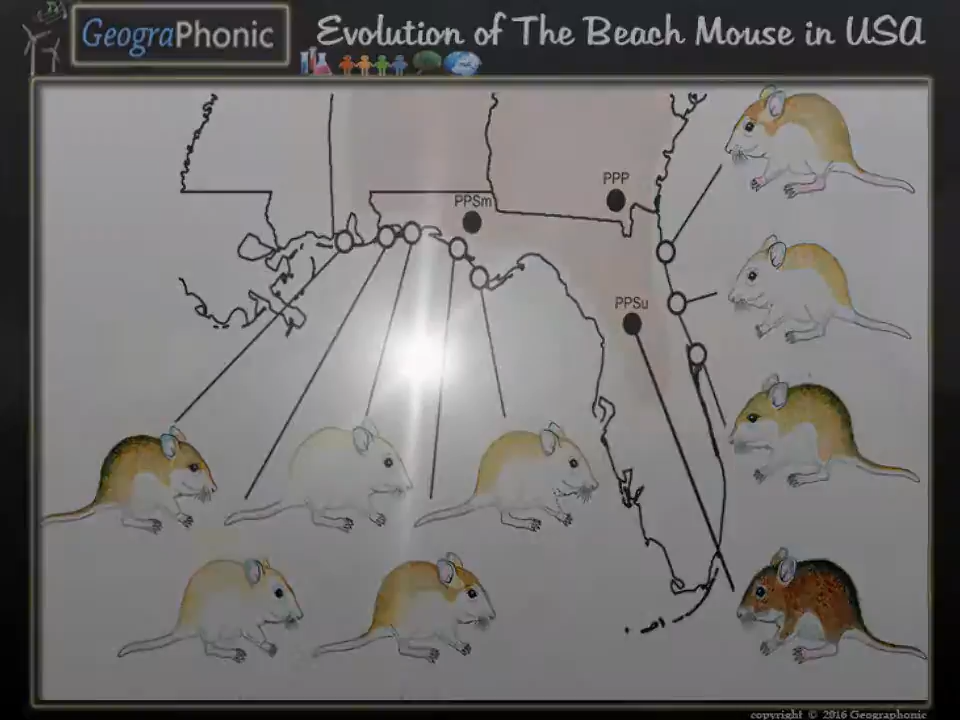 GeograPhonic
Evolution of The Beach Mouse in USA
PPP
PPSm
PPSu
copyright © 2016 Geographonic